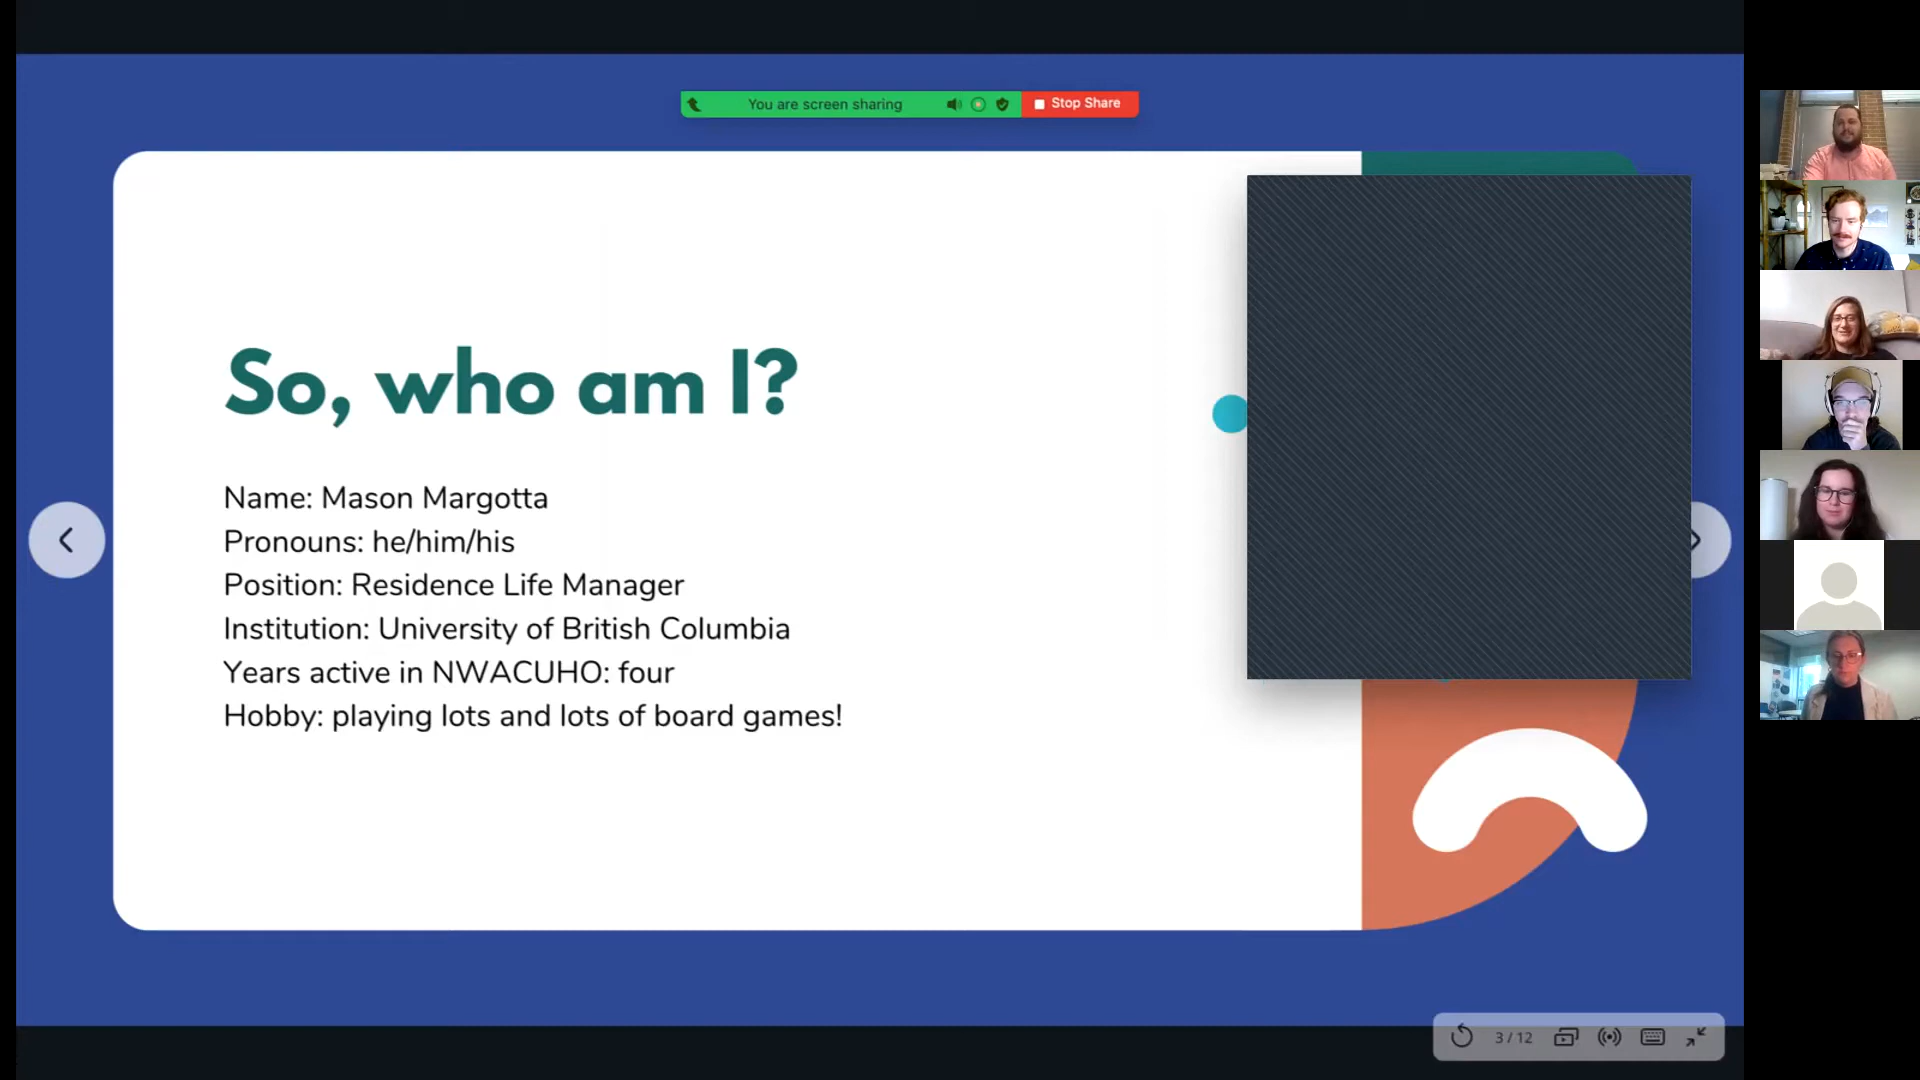 You are screen sharing
Stop Share
So, who am I?
Name: Mason Margotta
Pronouns: he/him/his
Position: Residence Life Manager
Institution: University of British Columbia
Years active in NWACUHO: four
Hobby: playing lots and lots of board games!
3 / 12